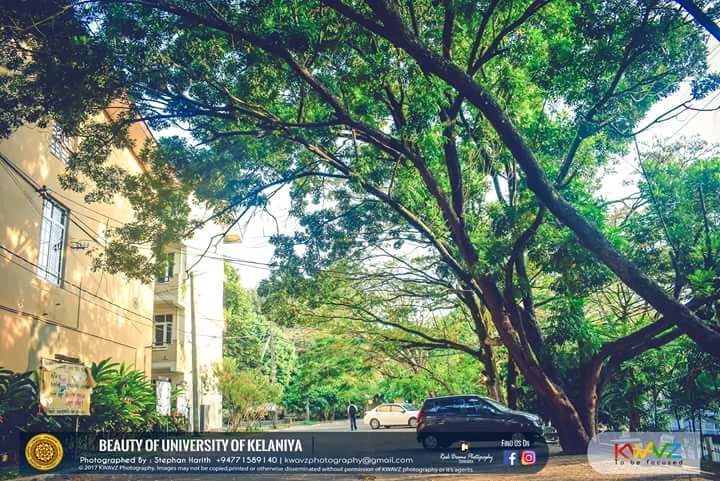 BEAUTY OF UNIVERSITY OF KELANIYA
Photographed By : Stephan Harith +94771589140 | kwavzphotography@gmail.com
© 2017 KWAVZ Photography. Images may not be copied,printed or otherwise disseminated without permission of KWAVZ photography or it's agents.
FIND US ON
KWAVZ
To be focused